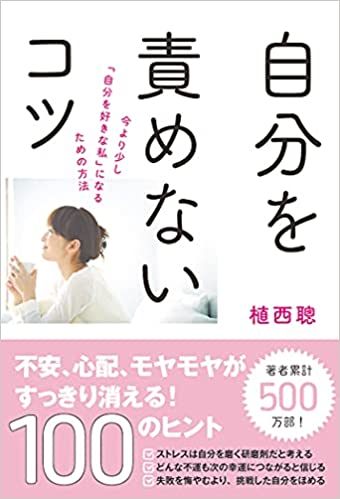 自分を
責めない
コツ
今より少し
「自分を好きな私」になる
ための方法
植西聰
不安、心配、モヤモヤが
すっきり消える!
100のヒント
著者累計
500
万部!
ストレスは自分を磨く研磨剤だと考える
どんな不運も次の幸運につながると信じる
失敗を悔やむより、挑戦した自分をほめる